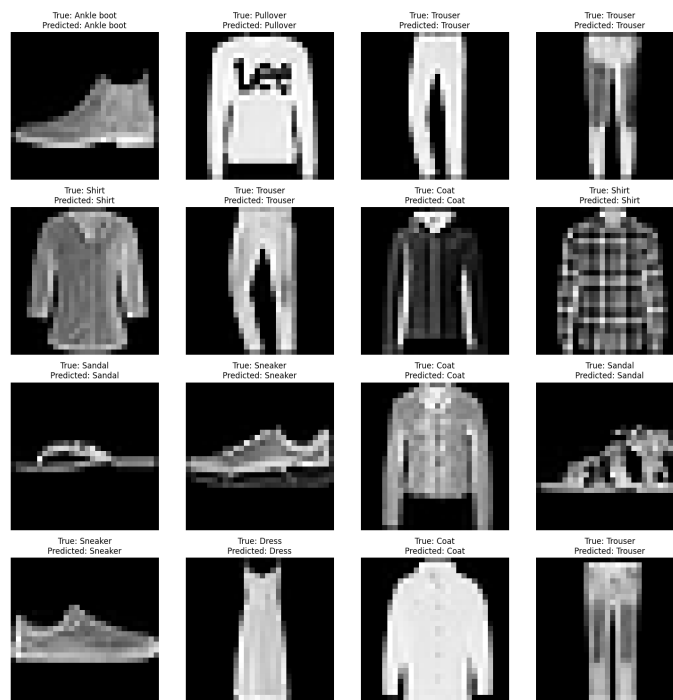 True: Ankle boot
Predicted: Ankle boot
True: Pullover
Predicted: Pullover
True: Trouser
Predicted: Trouser
True: Trouser
Predicted: Trouser
Lee
True: Shirt
Predicted: Shirt
True: Trouser
Predicted: Trouser
True: Coat
Predicted: Coat
True: Shirt
Predicted: Shirt
True: Sandal
Predicted: Sandal
True: Sneaker
Predicted: Sneaker
True: Coat
Predicted: Coat
True: Sandal
Predicted: Sandal
True: Sneaker
Predicted: Sneaker
True: Dress
Predicted: Dress
True: Coat
Predicted: Coat
True: Trouser
Predicted: Trouser